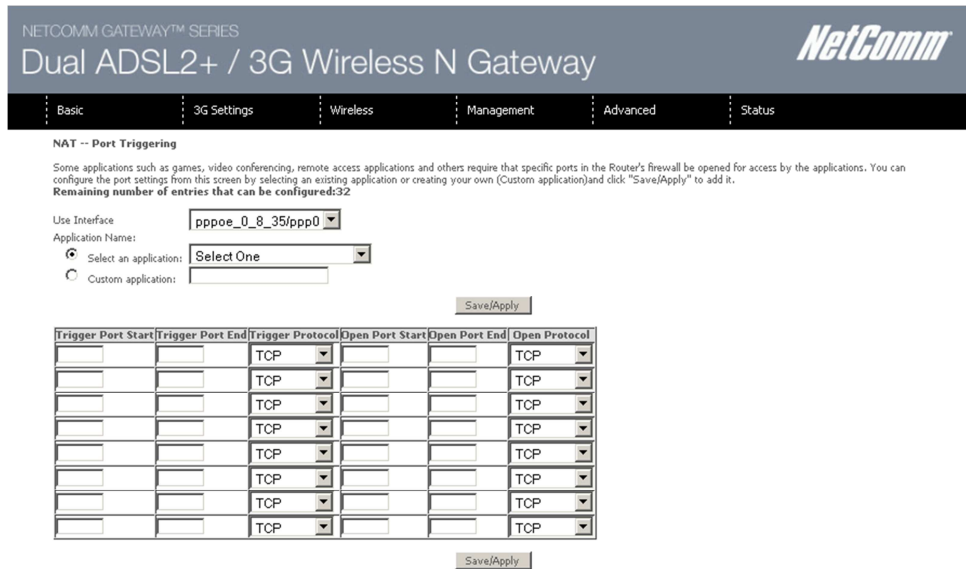 NETCOMM GATEWAY™ SERIES
Dual ADSL2+ / 3G Wireless N Gateway
NetComm
Basic 3G Settings Wireless Management Advanced Status
NAT -- Port Triggering
Some applications such as games, video conferencing, remote access applications and others require that specific ports in the Router's firewall be opened for access by the applications. You can
configure the port settings from this screen by selecting an existing application or creating your own (Custom application)and click "Save/Apply" to add it.
Remaining number of entries that can be configured:32
Use Interface pppoe_0_8_35/ppp0
Application Name:
Select an application: Select One
Custom application:
Save/Apply
Trigger Port Start Trigger Port End Trigger Protocol Open Port Start Open Port End Open Protocol
TCP TCP
TCP TCP
TCP TCP
TCP TCP
TCP TCP
TCP TCP
TCP TCP
TCP TCP
Save/Apply